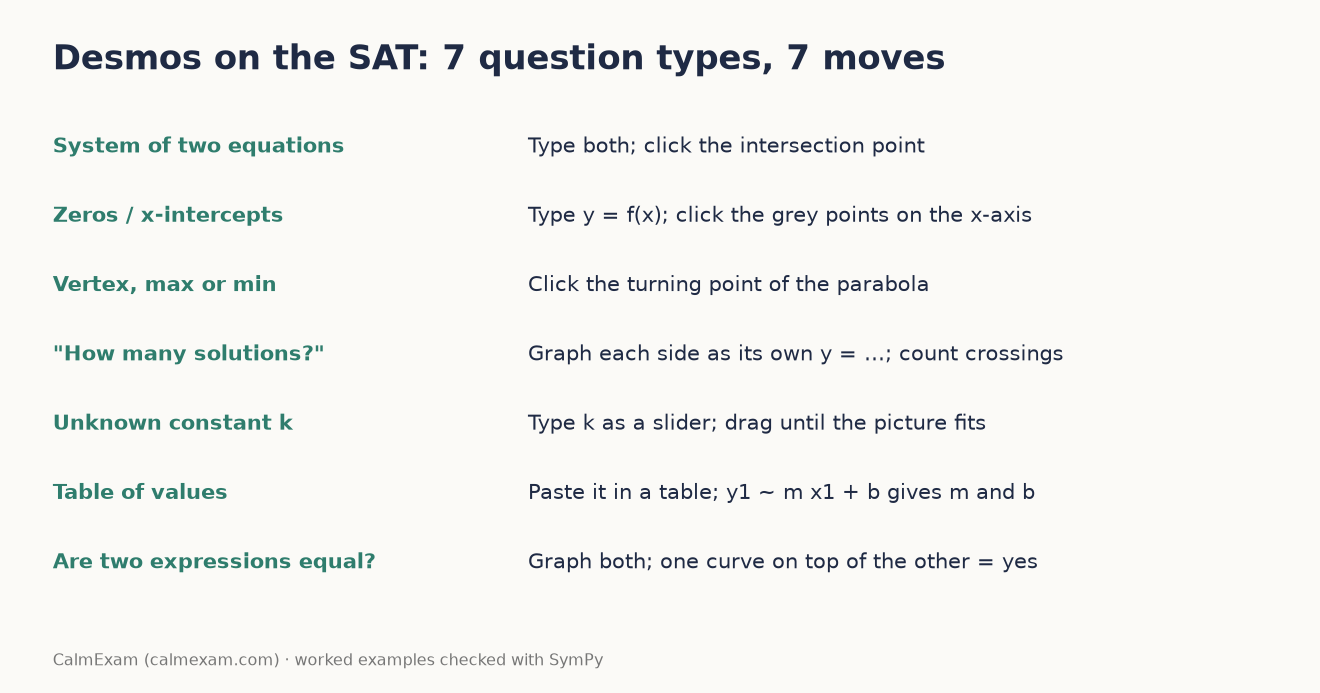 Desmos on the SAT: 7 question types, 7 moves
System of two equations Type both; click the intersection point
Zeros / x-intercepts Type y = f(x); click the grey points on the x-axis
Vertex, max or min Click the turning point of the parabola
"How many solutions?" Graph each side as its own y = ...; count crossings
Unknown constant k Type k as a slider; drag until the picture fits
Table of values Paste it in a table; y1 ~ m x1 + b gives m and b
Are two expressions equal? Graph both; one curve on top of the other = yes
CalmExam (calmexam.com) · worked examples checked with SymPy